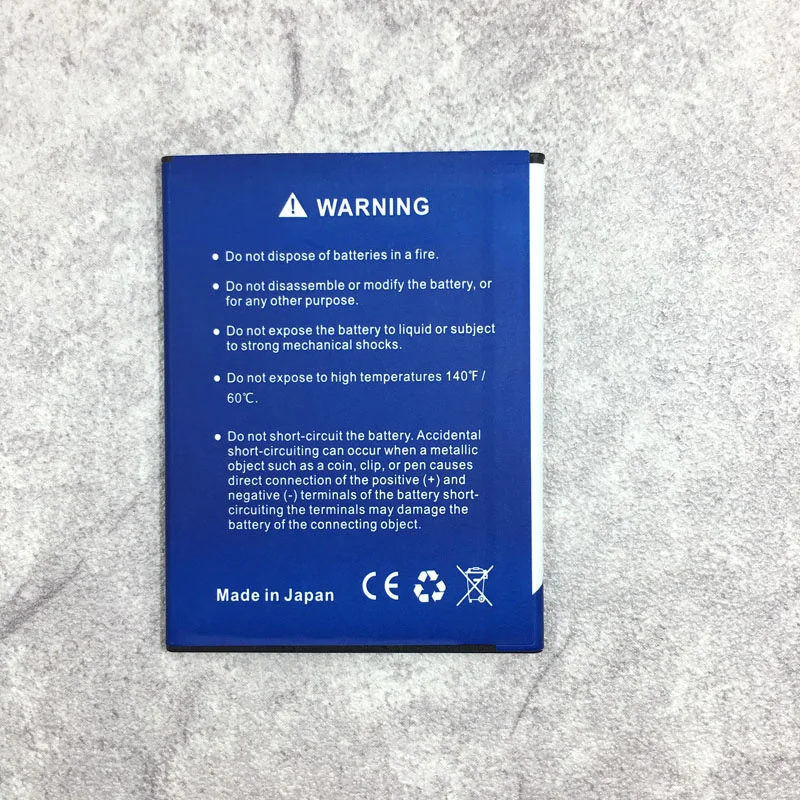 WARNING
• Do not dispose of batteries in a fire.
• Do not disassemble or modify the battery, or
for any other purpose.
• Do not expose the battery to liquid or subject
to strong mechanical shocks.
• Do not expose to high temperatures 140℉ /
60℃.
• Do not short-circuit the battery. Accidental
short-circuiting can occur when a metallic
object such as a coin, clip, or pen causes
direct connection of the positive (+) and
negative (-) terminals of the battery short-
circuiting the terminals may damage the
battery of the connecting object.
Made in Japan CE